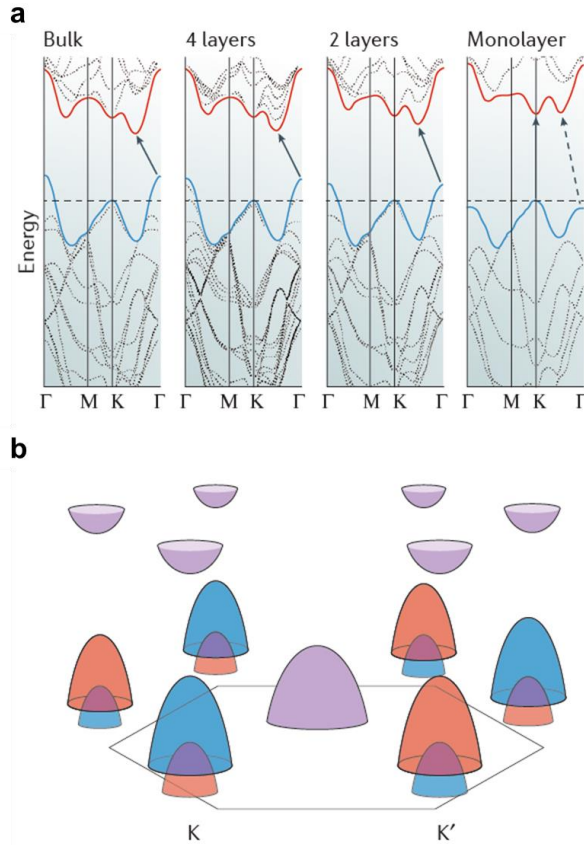 a
Bulk 4 layers 2 layers Monolayer
Energy
Γ M K Γ Γ M K Γ Γ M K Γ Γ M K Γ
b
K K′